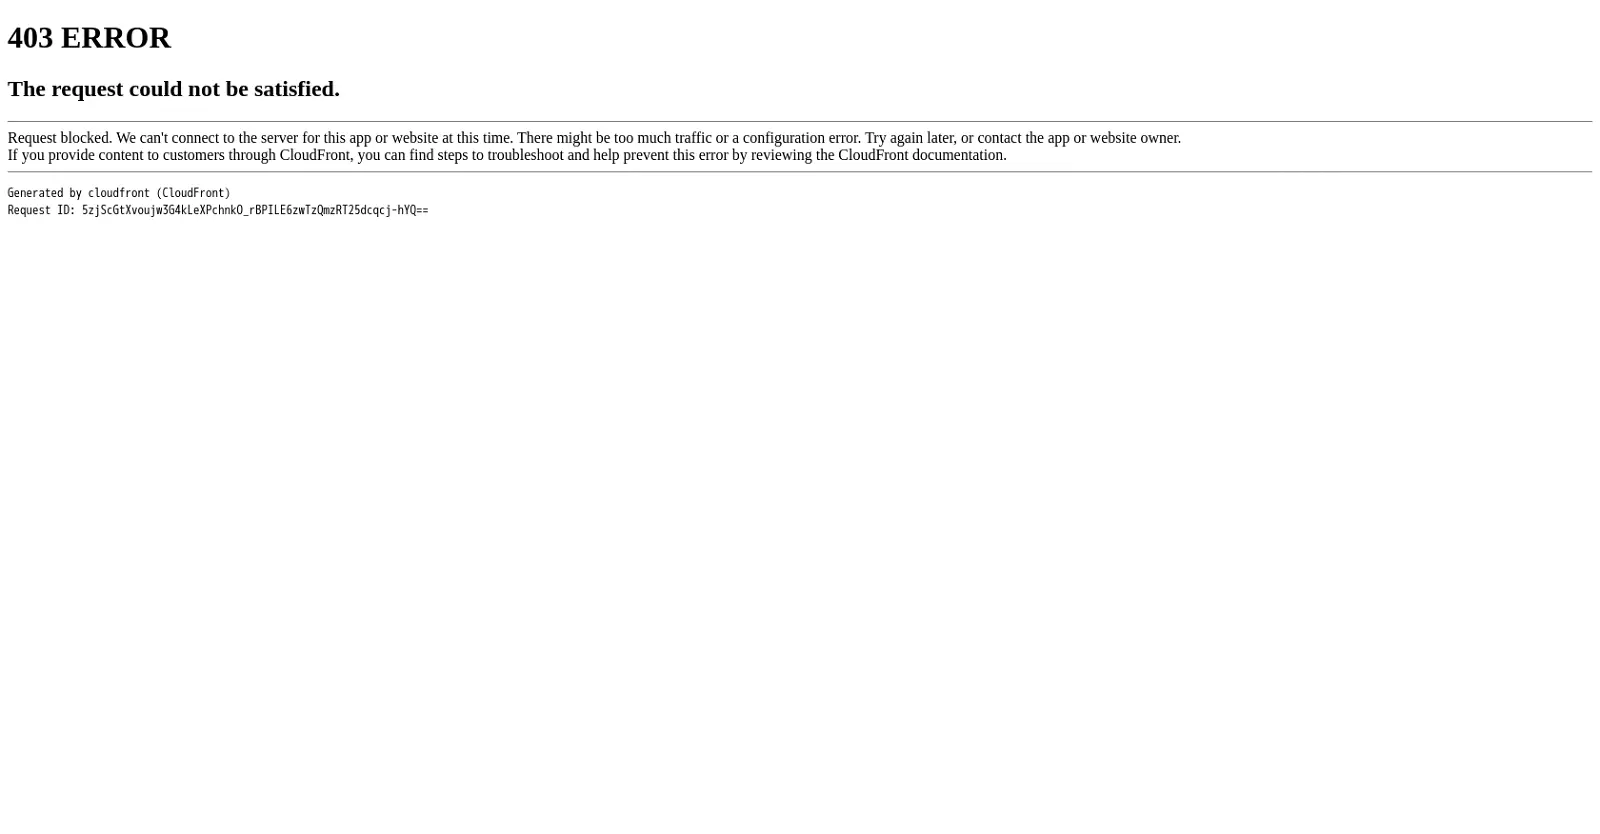 403 ERROR
The request could not be satisfied.
Request blocked. We can't connect to the server for this app or website at this time. There might be too much traffic or a configuration error. Try again later, or contact the app or website owner.
If you provide content to customers through CloudFront, you can find steps to troubleshoot and help prevent this error by reviewing the CloudFront documentation.
Generated by cloudfront (CloudFront)
Request ID: 5zjScGtXvoujw3G4kLeXPchnkO_rBPILE6zwTzQmzRT25dcqcj-hYQ==